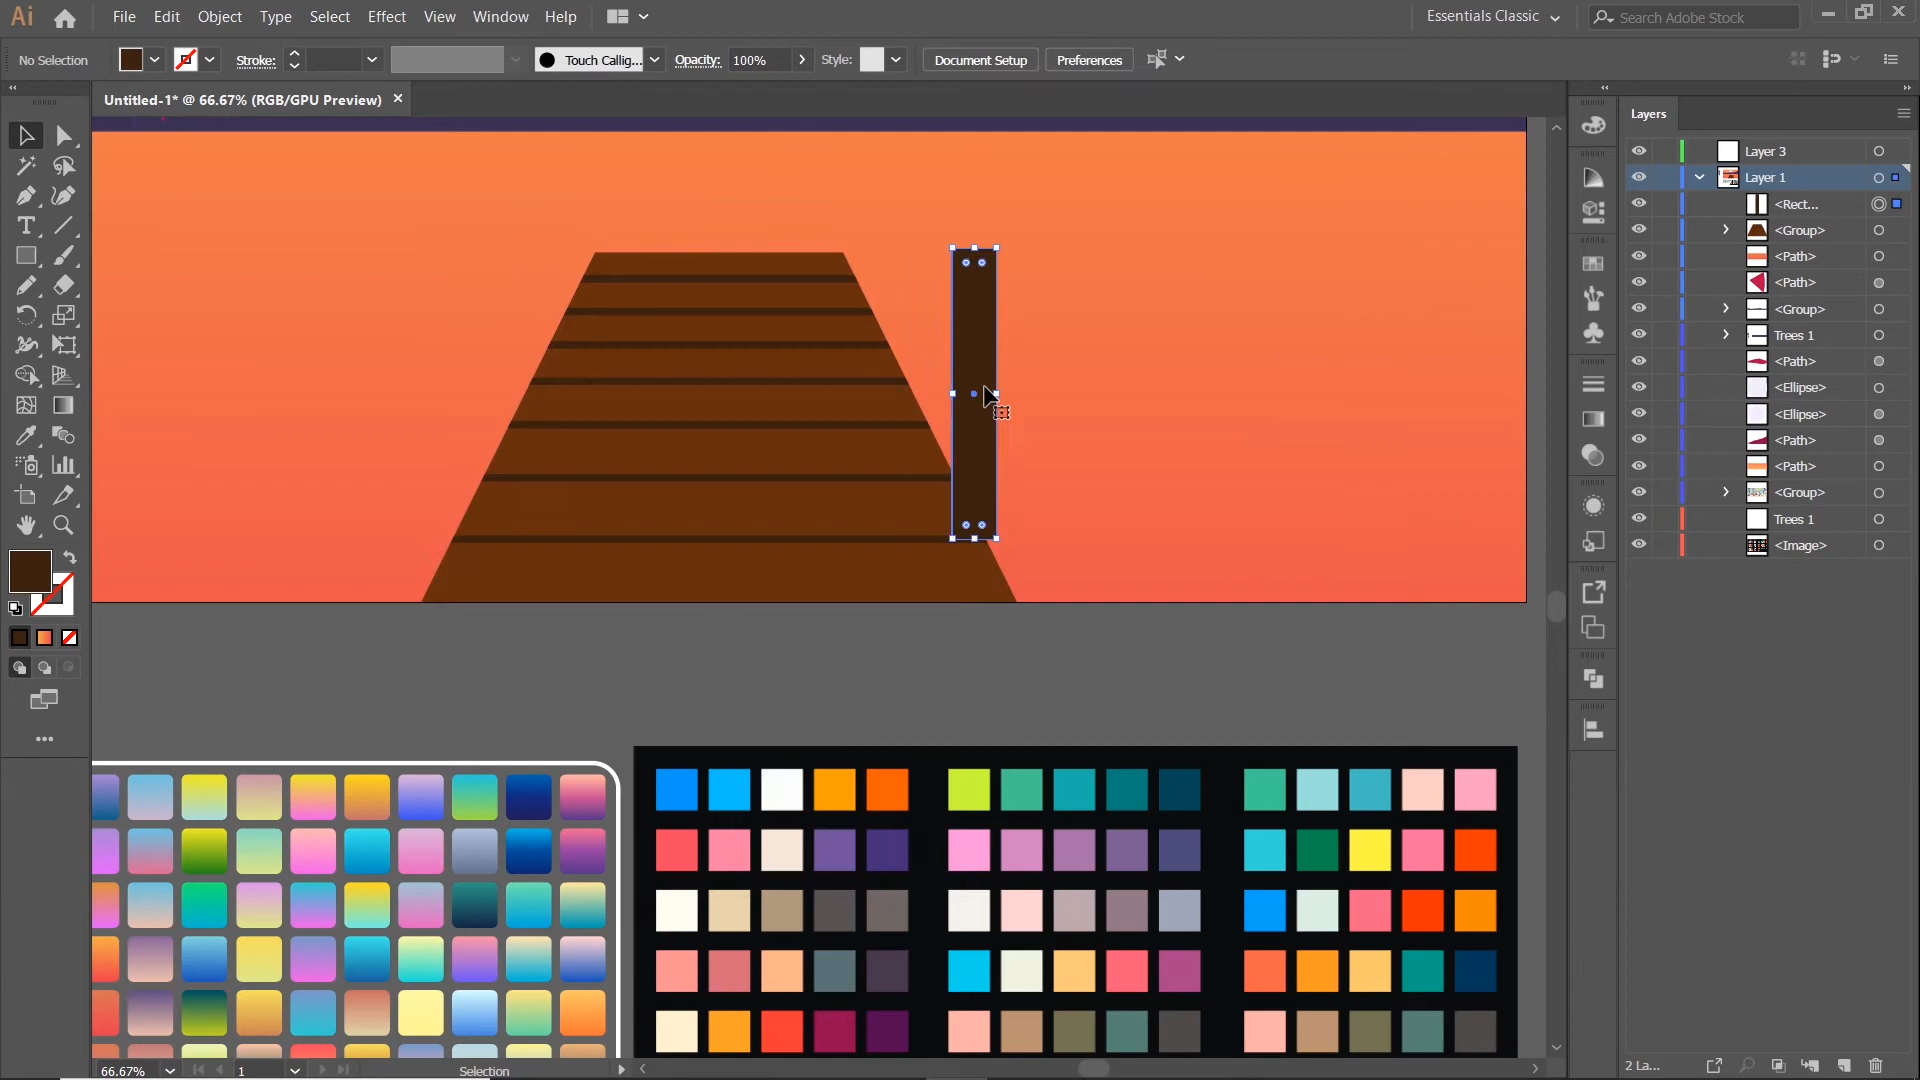 Ai File Edit Object Type Select Effect View Window Help Essentials Classic Search Adobe Stock
No Selection Stroke: Touch Callig... Opacity: 100% Style: Document Setup Preferences
Untitled-1* @ 66.67% (RGB/GPU Preview)
Layers
Layer 3
Layer 1
<Rect...
<Group>
<Path>
<Path>
<Group>
Trees 1
<Path>
<Ellipse>
<Ellipse>
<Path>
<Path>
<Group>
Trees 1
<Image>
66.67% 1 Selection 2 La...